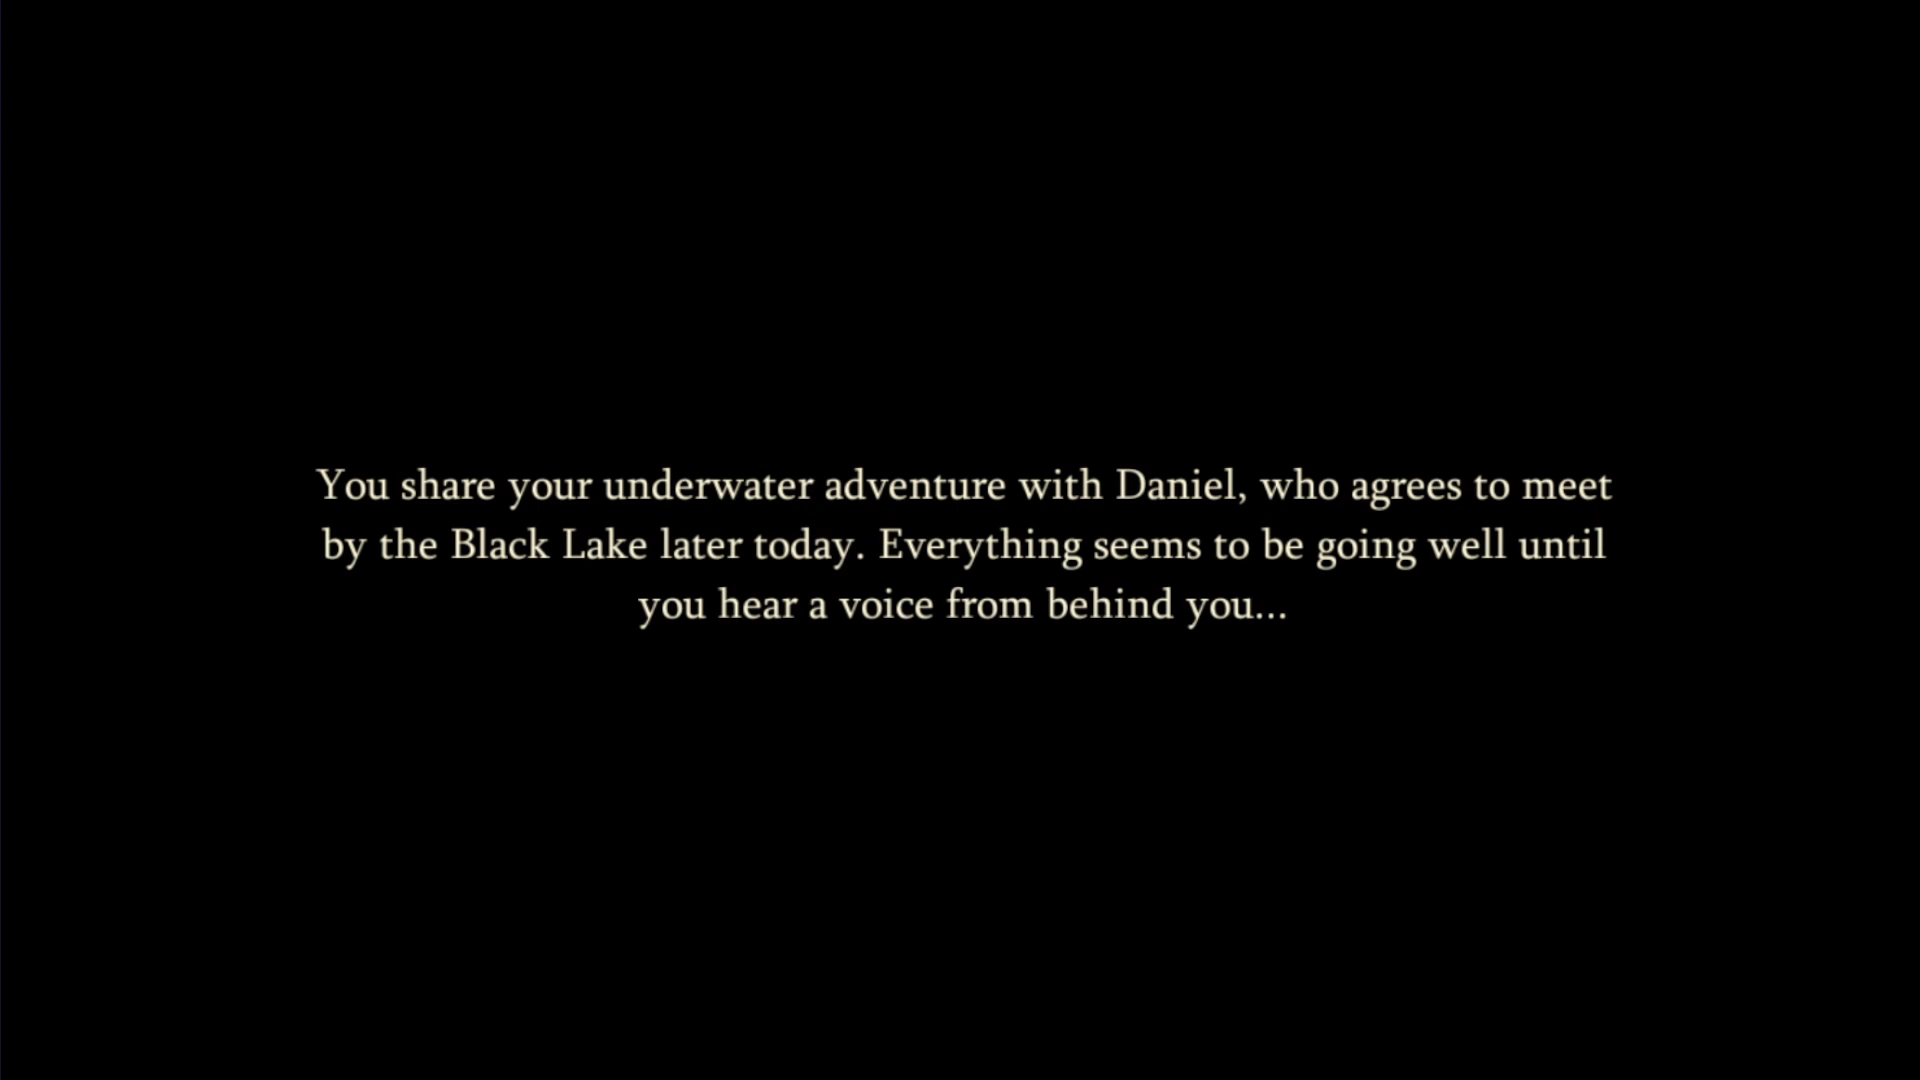 You share your underwater adventure with Daniel, who agrees to meet
by the Black Lake later today. Everything seems to be going well until
you hear a voice from behind you...